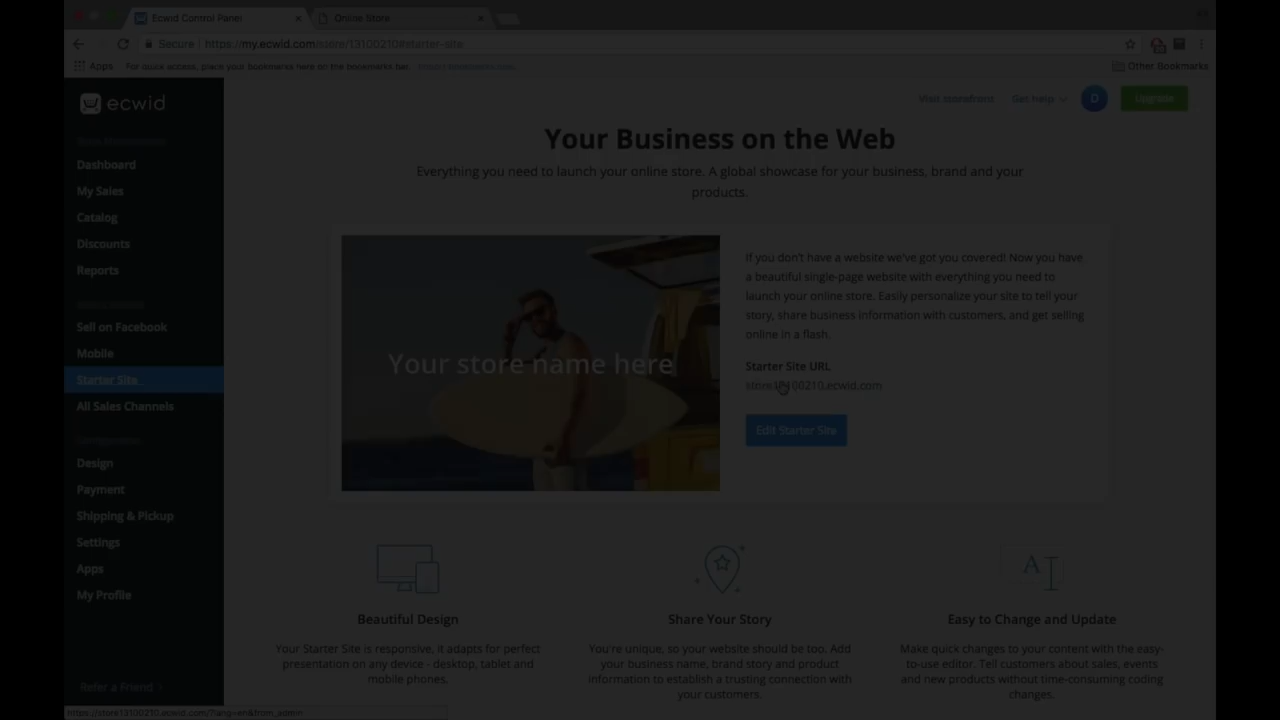 Ecwid Control Panel
Online Store
Secure https://my.ecwid.com/store/13100210#starter-site
Apps For quick access, place your bookmarks here on the bookmarks bar.
Other Bookmarks
ecwid
Visit storefront Get help D Upgrade
Dashboard
My Sales
Catalog
Discounts
Reports
Sell on Facebook
Mobile
Starter Site
All Sales Channels
Design
Payment
Shipping & Pickup
Settings
Apps
My Profile
Refer a Friend
Your Business on the Web
Everything you need to launch your online store. A global showcase for your business, brand and your
products.
Your store name here
If you don't have a website we've got you covered! Now you have
a beautiful single-page website with everything you need to
launch your online store. Easily personalize your site to tell your
story, share business information with customers, and get selling
online in a flash.
Starter Site URL
store13100210.ecwid.com
Edit Starter Site
Beautiful Design
Your Starter Site is responsive, it adapts for perfect
presentation on any device - desktop, tablet and
mobile phones.
Share Your Story
You're unique, so your website should be too. Add
your business name, brand story and product
information to establish a trusting connection with
your customers.
A
Easy to Change and Update
Make quick changes to your content with the easy-
to-use editor. Tell customers about sales, events
and new products without time-consuming coding
changes.
https://store13100210.ecwid.com/?lang=en&from_admin